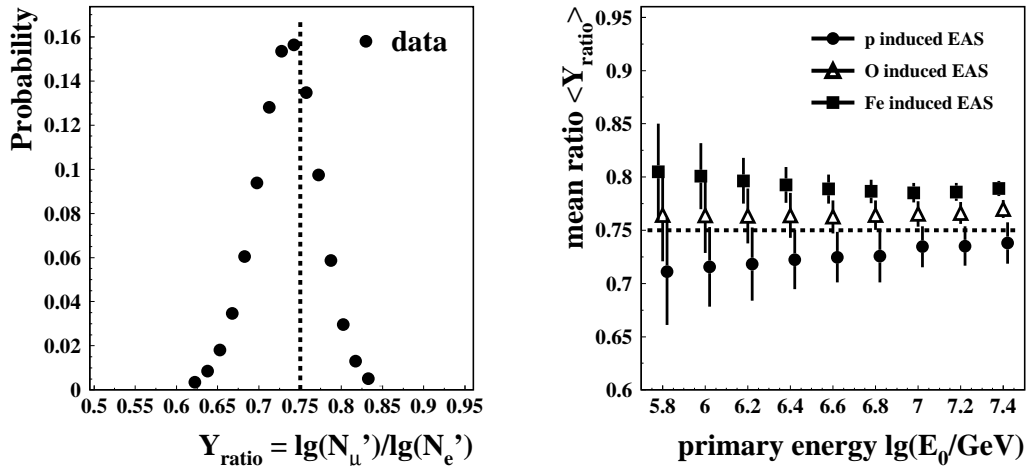 Probability
0.16
0.14
0.12
0.1
0.08
0.06
0.04
0.02
0
data
0.5 0.55 0.6 0.65 0.7 0.75 0.8 0.85 0.9 0.95
Y_ratio = lg(N_μ’)/lg(N_e’)
mean ratio <Y_ratio>
0.95
0.9
0.85
0.8
0.75
0.7
0.65
0.6
p induced EAS
O induced EAS
Fe induced EAS
5.8 6 6.2 6.4 6.6 6.8 7 7.2 7.4
primary energy lg(E_0/GeV)